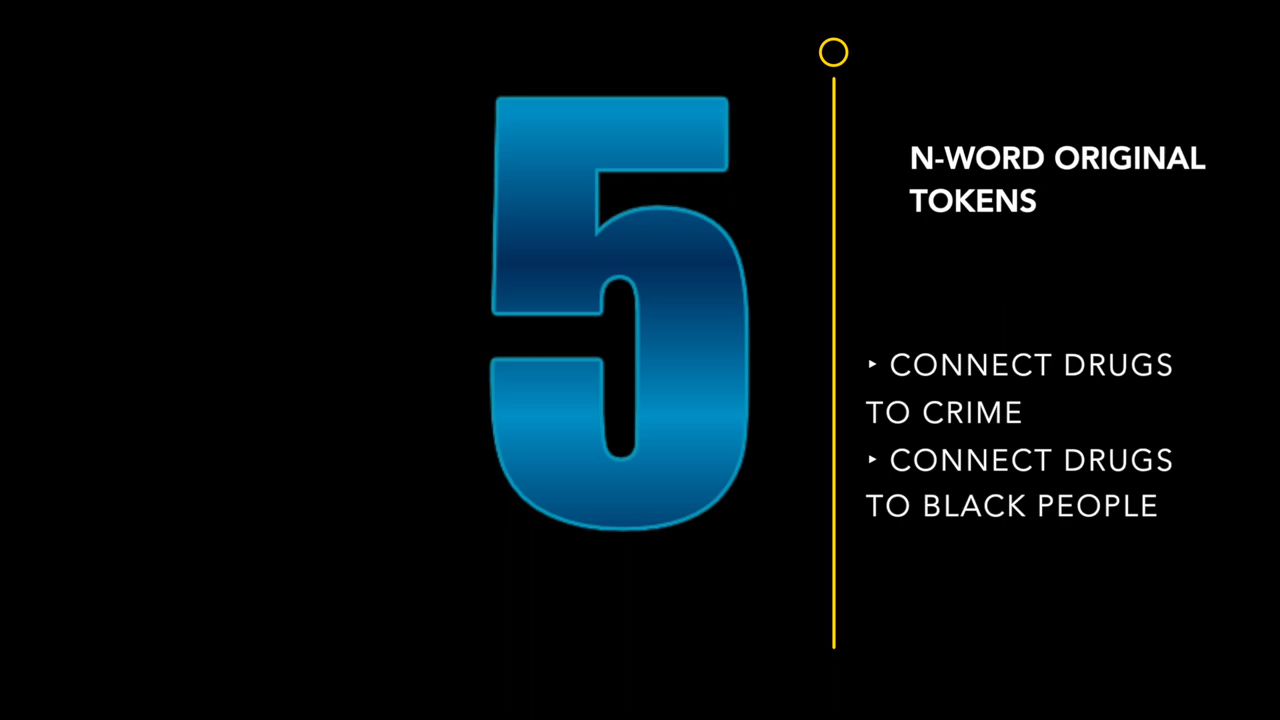 5
N-WORD ORIGINAL
TOKENS
‣ CONNECT DRUGS
TO CRIME
‣ CONNECT DRUGS
TO BLACK PEOPLE